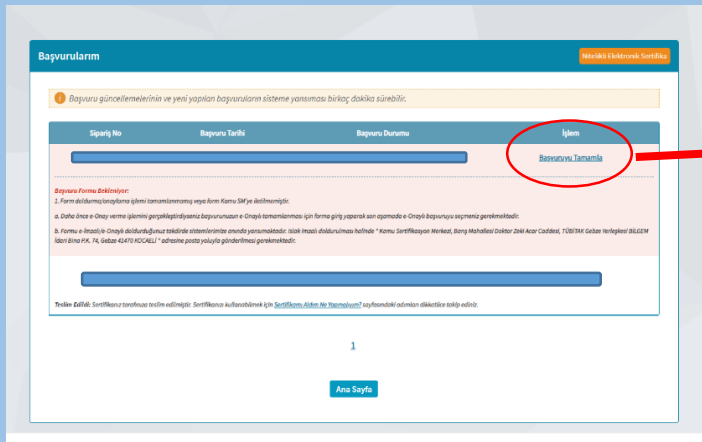 Başvurularım
Nitelikli Elektronik Sertifika
Başvuru güncellemelerinin ve yeni yapılan başvuruların sisteme yansıması birkaç dakika sürebilir.
Sipariş No Başvuru Tarihi Başvuru Durumu İşlem
Başvuruyu Tamamla
Başvuru Formu Bekleniyor:
1. Form doldurma/onaylama işlemi tamamlanmamış veya form Kamu SM'ye iletilmemiştir.
a. Daha önce e-Onay verme işlemini gerçekleştirdiyseniz başvurunuzun e-Onaylı tamamlanması için forma giriş yaparak son aşamada e-Onaylı başvuruyu seçmeniz gerekmektedir.
b. Formu e-İmzalı/e-Onaylı doldurduğunuz takdirde sistemlerimize anında yansımaktadır. Islak imzalı doldurulması halinde " Kamu Sertifikasyon Merkezi, Barış Mahallesi Doktor Zeki Acar Caddesi, TÜBİTAK Gebze Yerleşkesi BİLGEM
İdari Bina P.K. 74, Gebze 41470 KOCAELİ " adresine posta yoluyla gönderilmesi gerekmektedir.
Teslim Edildi: Sertifikanız tarafınıza teslim edilmiştir. Sertifikanızı kullanabilmek için Sertifikamı Aldım Ne Yapmalıyım? sayfasındaki adımları dikkatlice takip ediniz.
1
Ana Sayfa